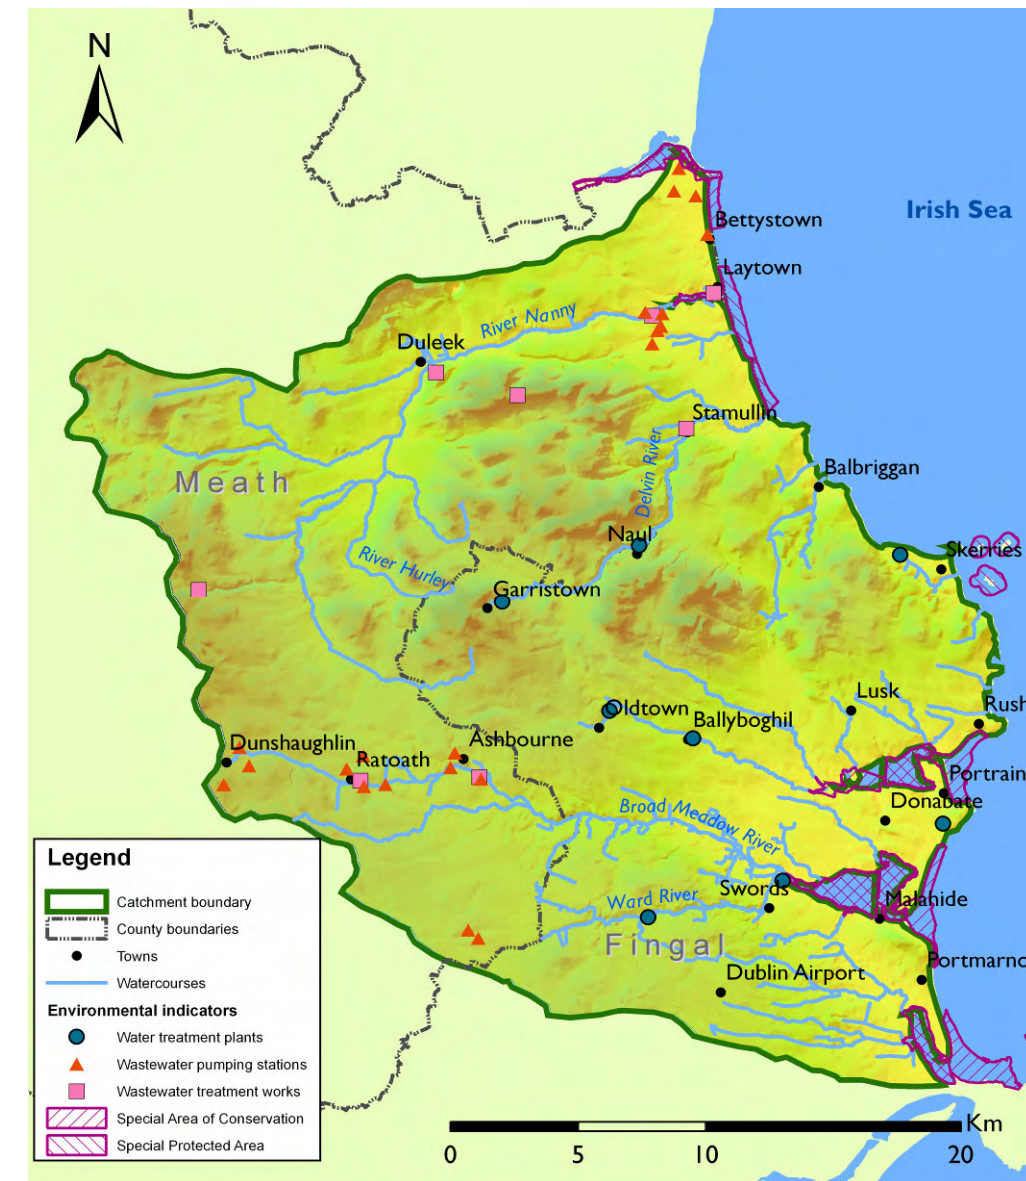 N
Irish Sea
Bettystown
Laytown
River Nanny
Duleek
Stamullin
Meath
Delvin River
Balbriggan
Naul
Skerries
River Hurley
Garristown
Lusk
Rush
Oldtown
Ballyboghil
Dunshaughlin
Ashbourne
Ratoath
Portrain
Donabate
Broad Meadow River
Swords
Malahide
Ward River
Fingal
Dublin Airport
Portmarno
Legend
Catchment boundary
County boundaries
Towns
Watercourses
Environmental indicators
Water treatment plants
Wastewater pumping stations
Wastewater treatment works
Special Area of Conservation
Special Protected Area
Km
0 5 10 20